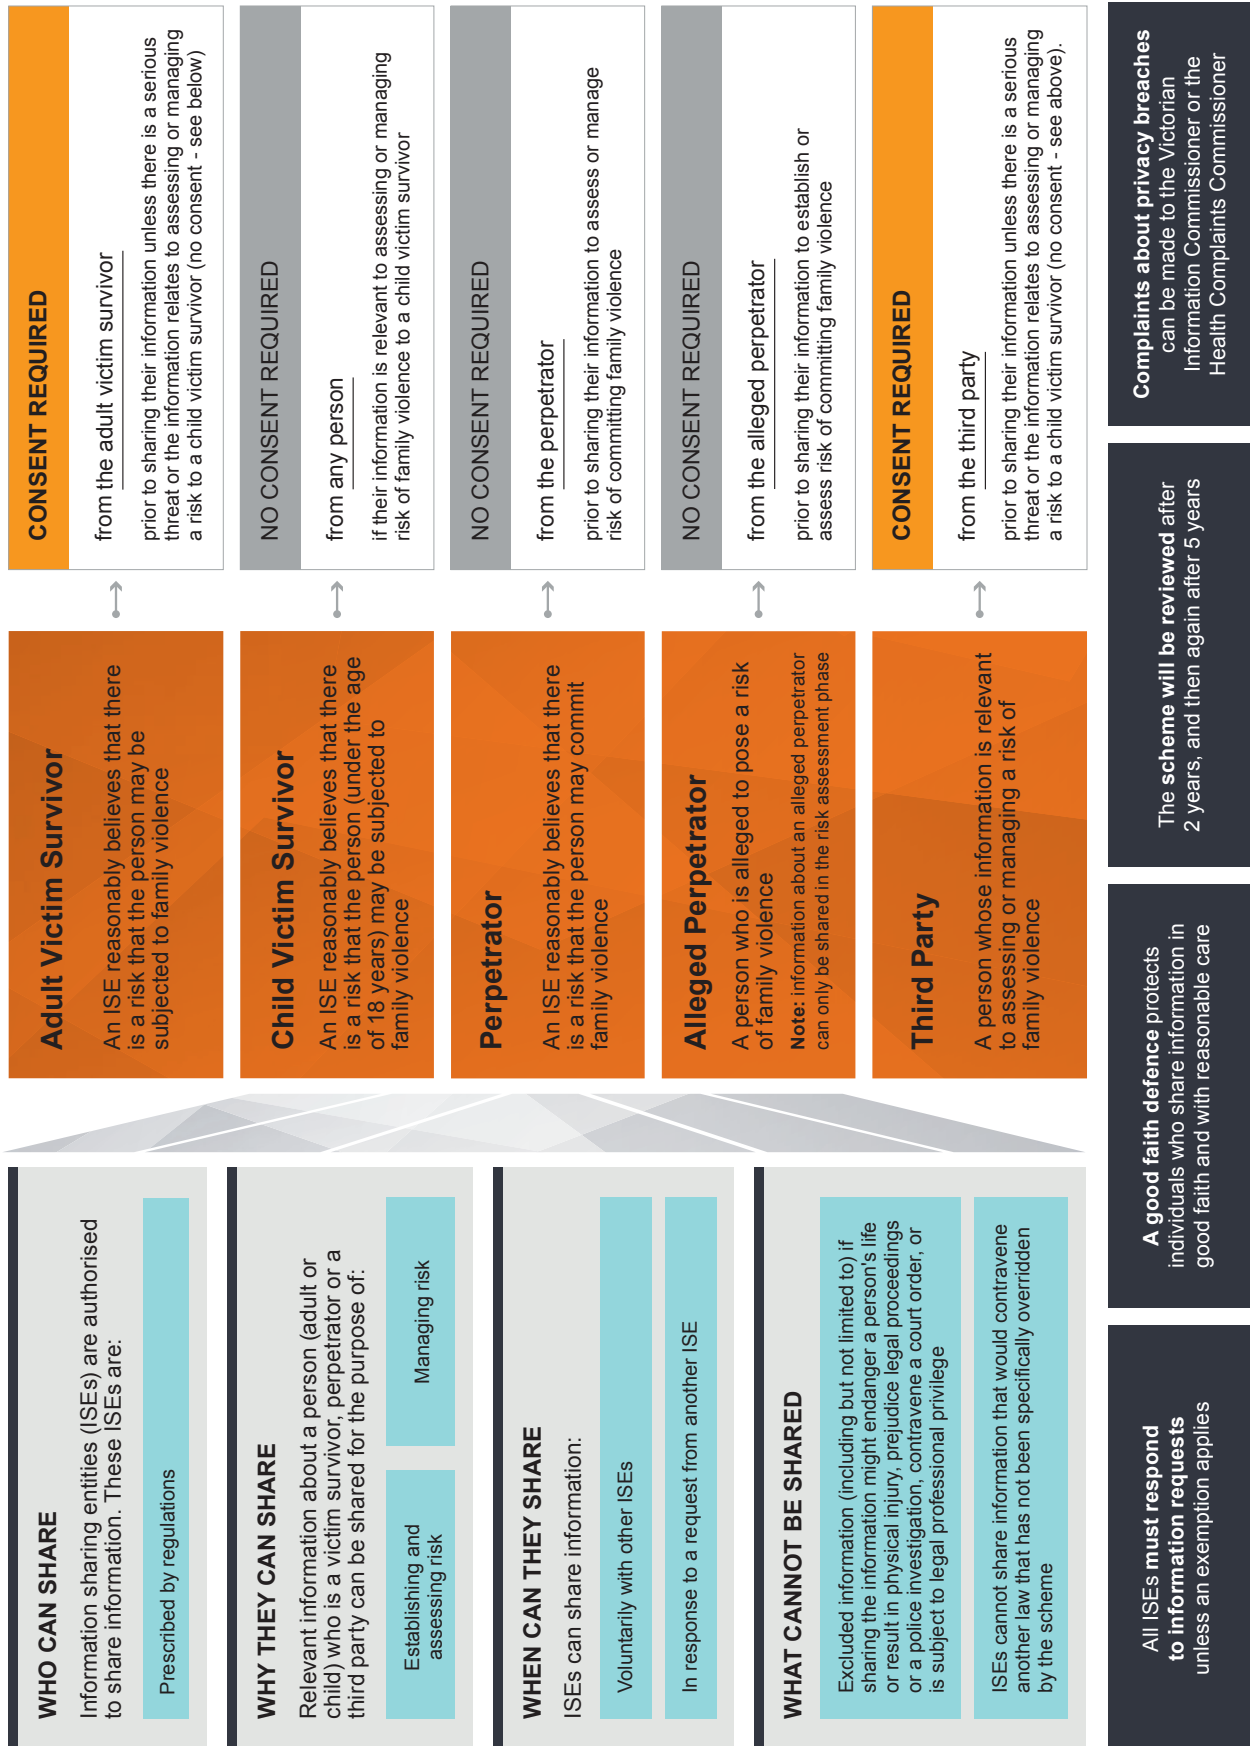 WHO CAN SHARE
Information sharing entities (ISEs) are authorised
to share information. These ISEs are:
Prescribed by regulations
WHY THEY CAN SHARE
Relevant information about a person (adult or
child) who is a victim survivor, perpetrator or a
third party can be shared for the purpose of:
Establishing and
assessing risk
Managing risk
WHEN CAN THEY SHARE
ISEs can share information:
Voluntarily with other ISEs
In response to a request from another ISE
WHAT CANNOT BE SHARED
Excluded information (including but not limited to) if
sharing the information might endanger a person's life
or result in physical injury, prejudice legal proceedings
or a police investigation, contravene a court order, or
is subject to legal professional privilege
ISEs cannot share information that would contravene
another law that has not been specifically overridden
by the scheme
Adult Victim Survivor
An ISE reasonably believes that there
is a risk that the person may be
subjected to family violence
CONSENT REQUIRED
from the adult victim survivor
prior to sharing their information unless there is a serious
threat or the information relates to assessing or managing
a risk to a child victim survivor (no consent - see below)
Child Victim Survivor
An ISE reasonably believes that there
is a risk that the person (under the age
of 18 years) may be subjected to
family violence
NO CONSENT REQUIRED
from any person
if their information is relevant to assessing or managing
risk of family violence to a child victim survivor
Perpetrator
An ISE reasonably believes that there
is a risk that the person may commit
family violence
NO CONSENT REQUIRED
from the perpetrator
prior to sharing their information to assess or manage
risk of committing family violence
Alleged Perpetrator
A person who is alleged to pose a risk
of family violence
Note: information about an alleged perpetrator
can only be shared in the risk assessment phase
NO CONSENT REQUIRED
from the alleged perpetrator
prior to sharing their information to establish or
assess risk of committing family violence
Third Party
A person whose information is relevant
to assessing or managing a risk of
family violence
CONSENT REQUIRED
from the third party
prior to sharing their information unless there is a serious
threat or the information relates to assessing or managing
a risk to a child victim survivor (no consent - see above).
All ISEs must respond
to information requests
unless an exemption applies
A good faith defence protects
individuals who share information in
good faith and with reasonable care
The scheme will be reviewed after
2 years, and then again after 5 years
Complaints about privacy breaches
can be made to the Victorian
Information Commissioner or the
Health Complaints Commissioner